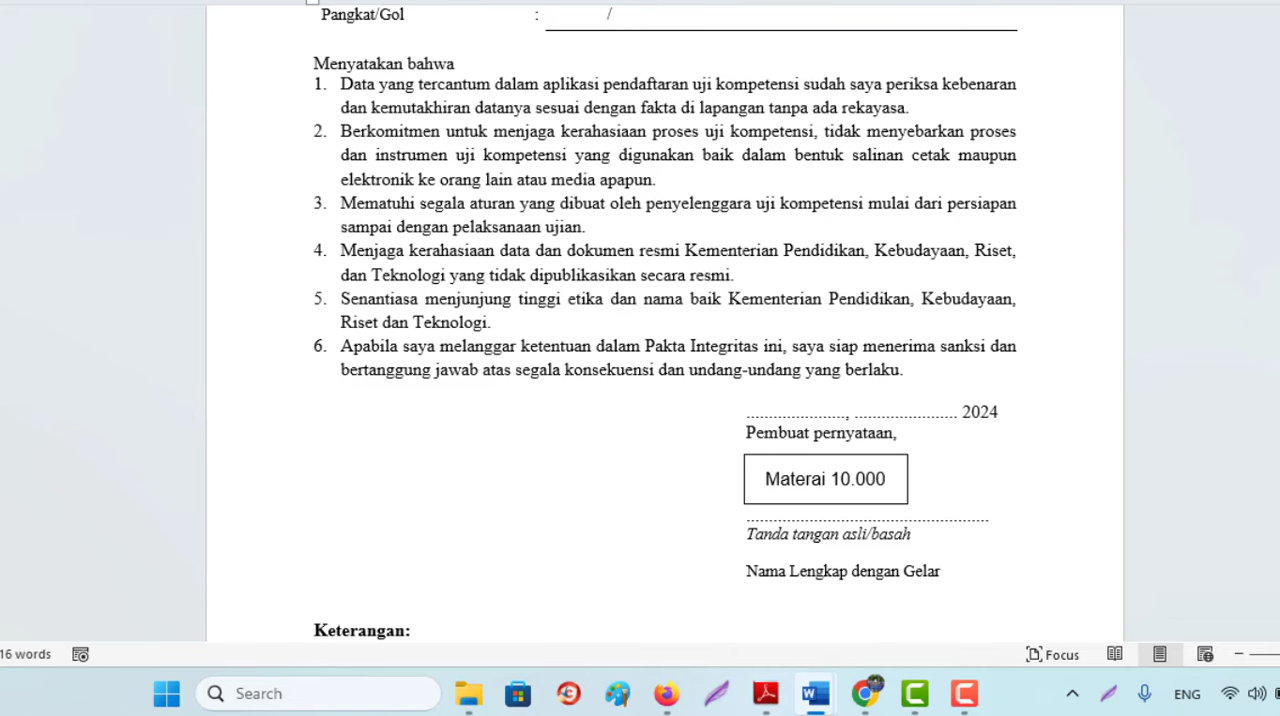 Pangkat/Gol : /
Menyatakan bahwa
1. Data yang tercantum dalam aplikasi pendaftaran uji kompetensi sudah saya periksa kebenaran
dan kemutakhiran datanya sesuai dengan fakta di lapangan tanpa ada rekayasa.
2. Berkomitmen untuk menjaga kerahasiaan proses uji kompetensi, tidak menyebarkan proses
dan instrumen uji kompetensi yang digunakan baik dalam bentuk salinan cetak maupun
elektronik ke orang lain atau media apapun.
3. Mematuhi segala aturan yang dibuat oleh penyelenggara uji kompetensi mulai dari persiapan
sampai dengan pelaksanaan ujian.
4. Menjaga kerahasiaan data dan dokumen resmi Kementerian Pendidikan, Kebudayaan, Riset,
dan Teknologi yang tidak dipublikasikan secara resmi.
5. Senantiasa menjunjung tinggi etika dan nama baik Kementerian Pendidikan, Kebudayaan,
Riset dan Teknologi.
6. Apabila saya melanggar ketentuan dalam Pakta Integritas ini, saya siap menerima sanksi dan
bertanggung jawab atas segala konsekuensi dan undang-undang yang berlaku.
......................, ....................... 2024
Pembuat pernyataan,
Materai 10.000
......................................................
Tanda tangan asli/basah
Nama Lengkap dengan Gelar
Keterangan:
16 words Focus
Search ENG